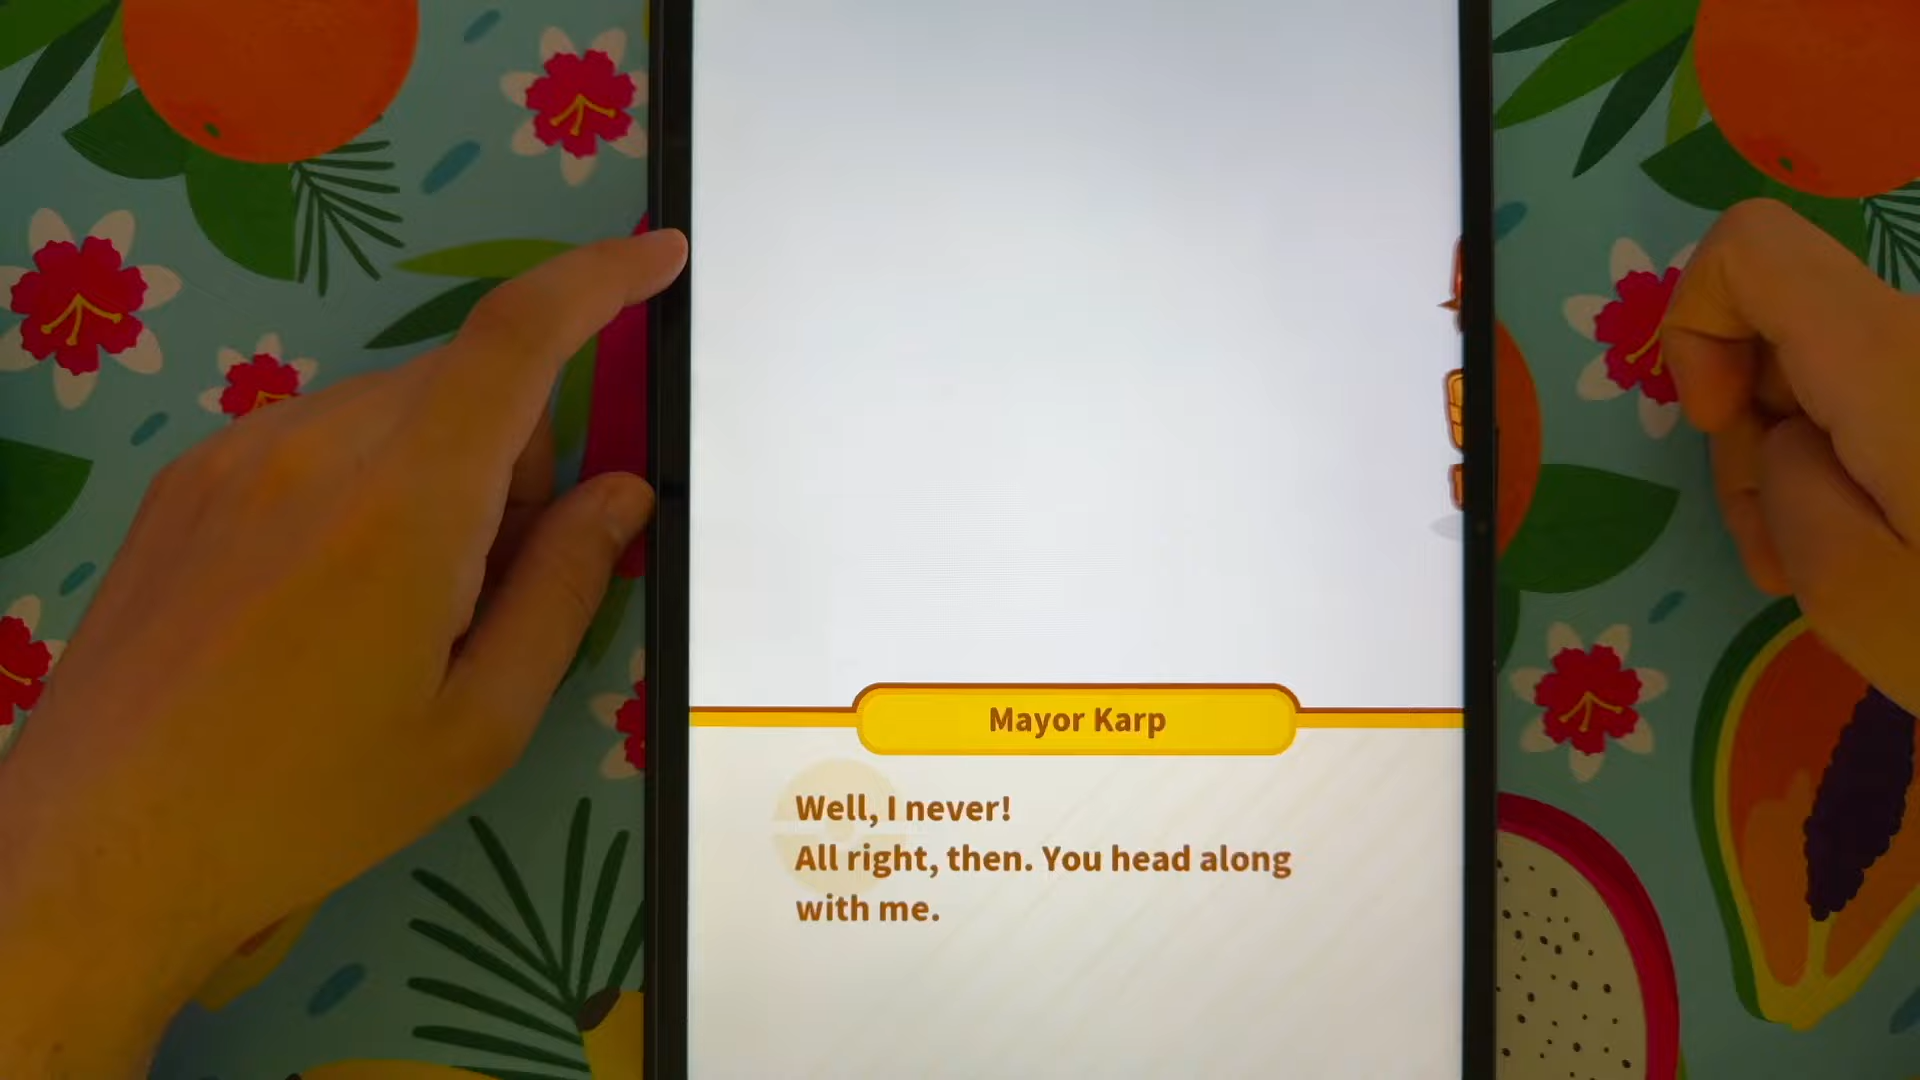 Mayor Karp
Well, I never!
All right, then. You head along
with me.